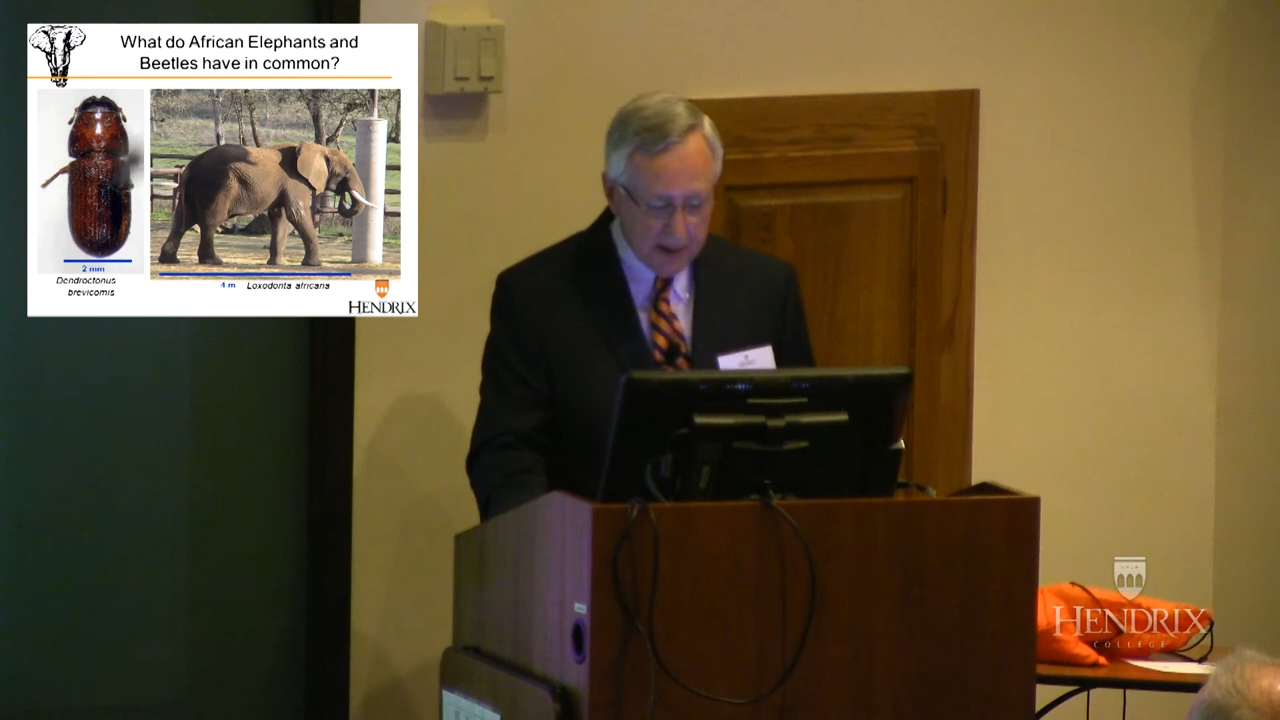 What do African Elephants and
Beetles have in common?
2 mm
Dendroctonus
brevicomis
4 m Loxodonta africana
HENDRIX
HENDRIX
COLLEGE